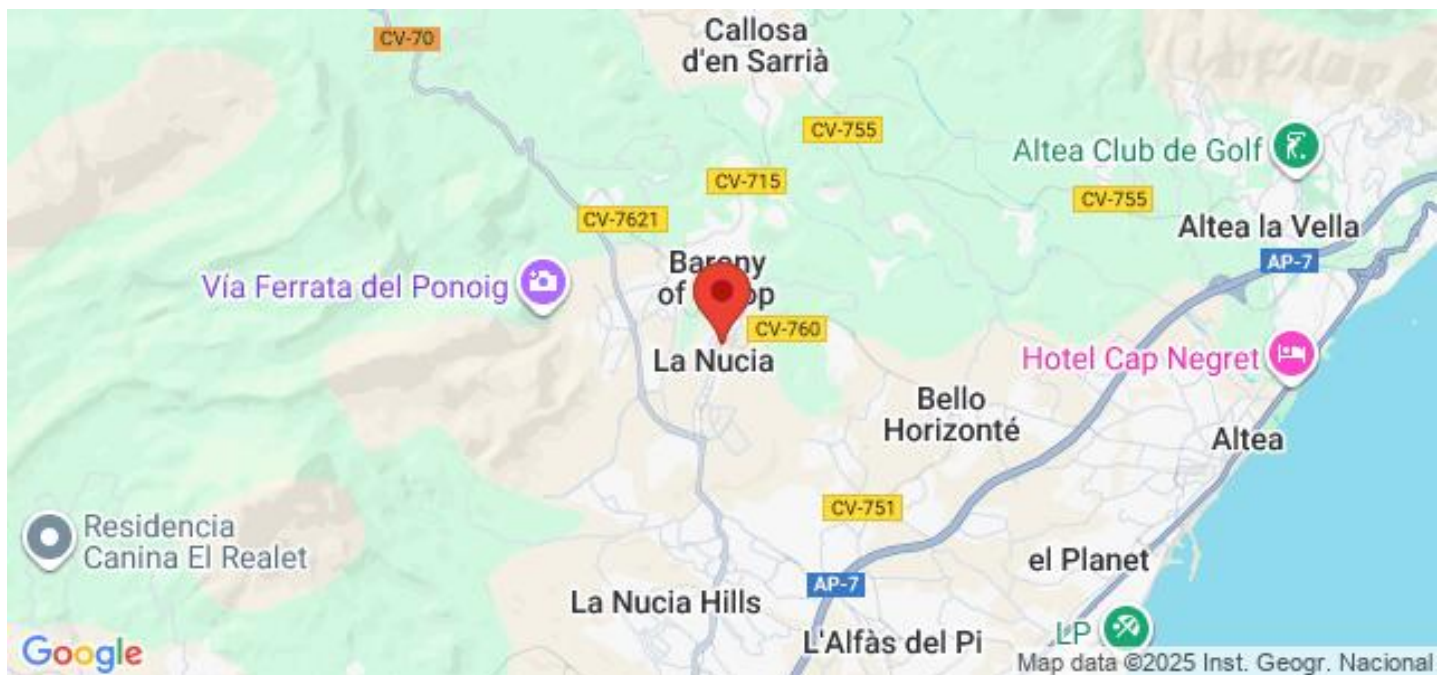 CV-70
Callosa
d'en Sarrià
CV-755
Altea Club de Golf
CV-715
CV-755
CV-7621
Altea la Vella
Barony
AP-7
Vía Ferrata del Ponoig
of
CV-760
La Nucia
Hotel Cap Negret
Bello
Horizonté
Altea
CV-751
Residencia
Canina El Realet
el Planet
AP-7
La Nucia Hills
L'Alfàs del Pi
LP
Google
Map data ©2025 Inst. Geogr. Nacional